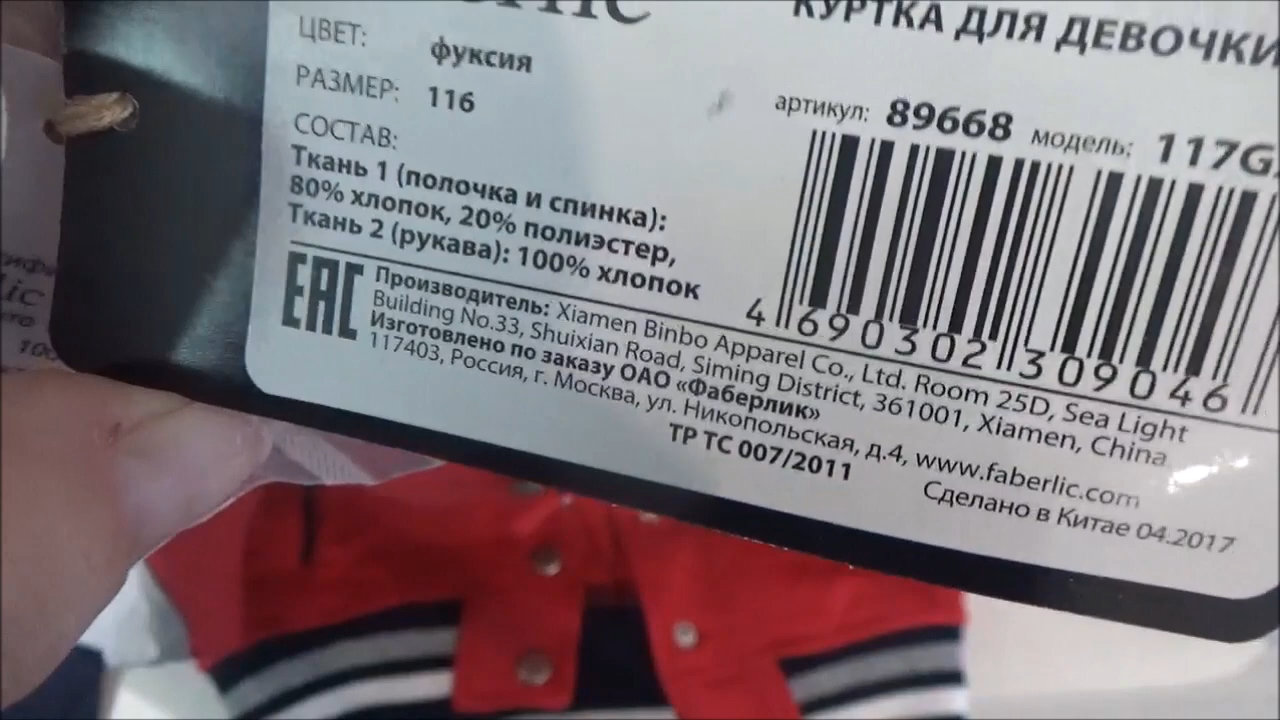 КУРТКА ДЛЯ ДЕВОЧКИ
ЦВЕТ: фуксия
РАЗМЕР: 116
СОСТАВ:
Ткань 1 (полочка и спинка):
80% хлопок, 20% полиэстер,
Ткань 2 (рукава): 100% хлопок
артикул: 89668 модель: 117G
4 690302 309046
EAC
Производитель: Xiamen Binbo Apparel Co., Ltd. Room 25D, Sea Light
Building No.33, Shuixian Road, Siming District, 361001, Xiamen, China
Изготовлено по заказу ОАО «Фаберлик»
117403, Россия, г. Москва, ул. Никопольская, д.4, www.faberlic.com
ТР ТС 007/2011
Сделано в Китае 04.2017